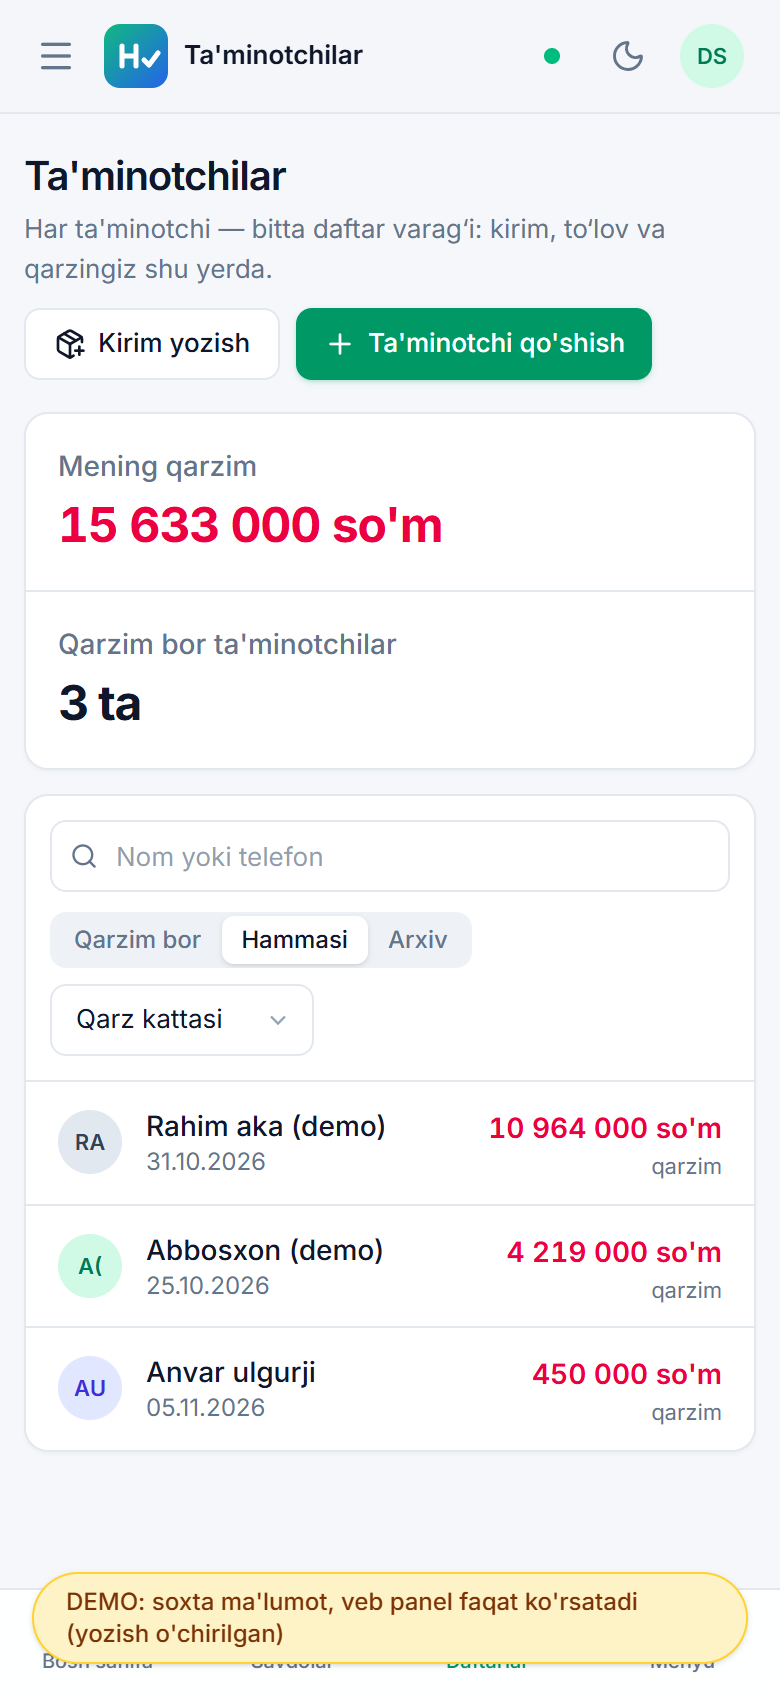 H✓ Ta'minotchilar DS
Ta'minotchilar
Har ta'minotchi — bitta daftar varagʻi: kirim, toʻlov va
qarzingiz shu yerda.
Kirim yozish
Ta'minotchi qo'shish
Mening qarzim
15 633 000 so'm
Qarzim bor ta'minotchilar
3 ta
Nom yoki telefon
Qarzim bor Hammasi Arxiv
Qarz kattasi
RA Rahim aka (demo) 10 964 000 so'm
31.10.2026 qarzim
A( Abbosxon (demo) 4 219 000 so'm
25.10.2026 qarzim
AU Anvar ulgurji 450 000 so'm
05.11.2026 qarzim
DEMO: soxta ma'lumot, veb panel faqat ko'rsatadi
(yozish o'chirilgan)